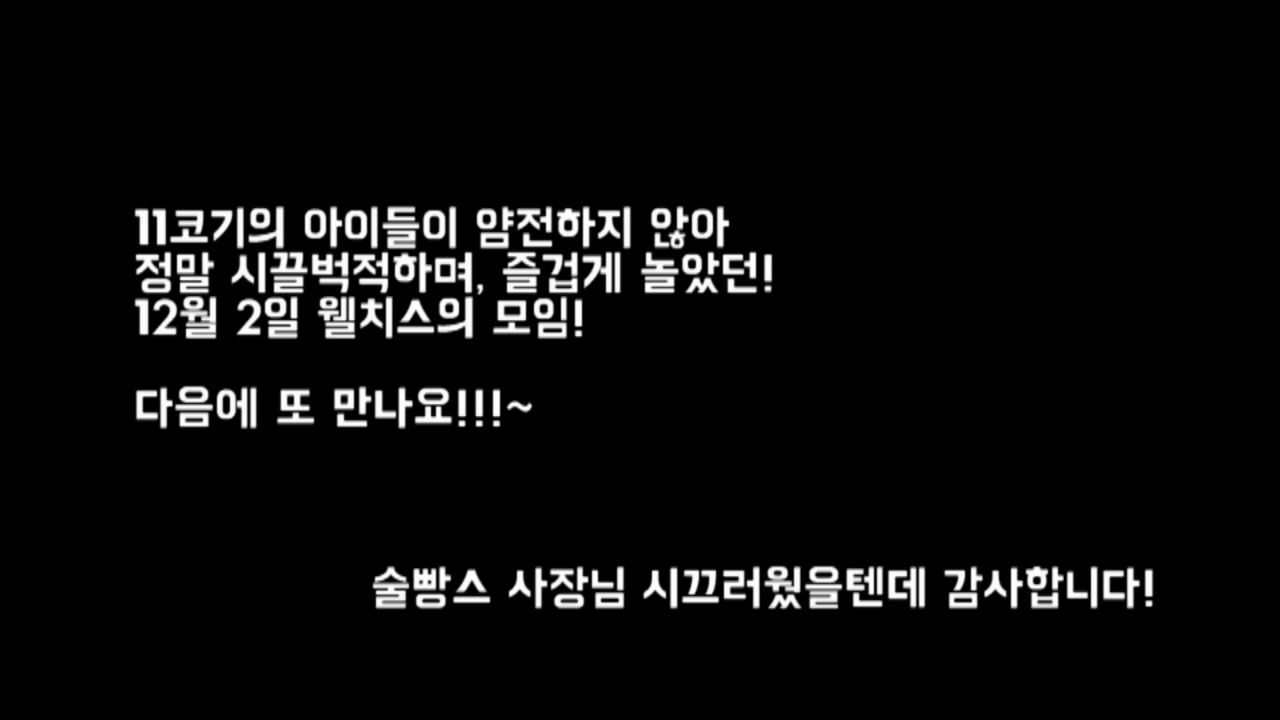 11코기의 아이들이 얌전하지 않아
정말 시끌벅적하며, 즐겁게 놀았던!
12월 2일 웰치스의 모임!
다음에 또 만나요!!!~
술빵스 사장님 시끄러웠을텐데 감사합니다!